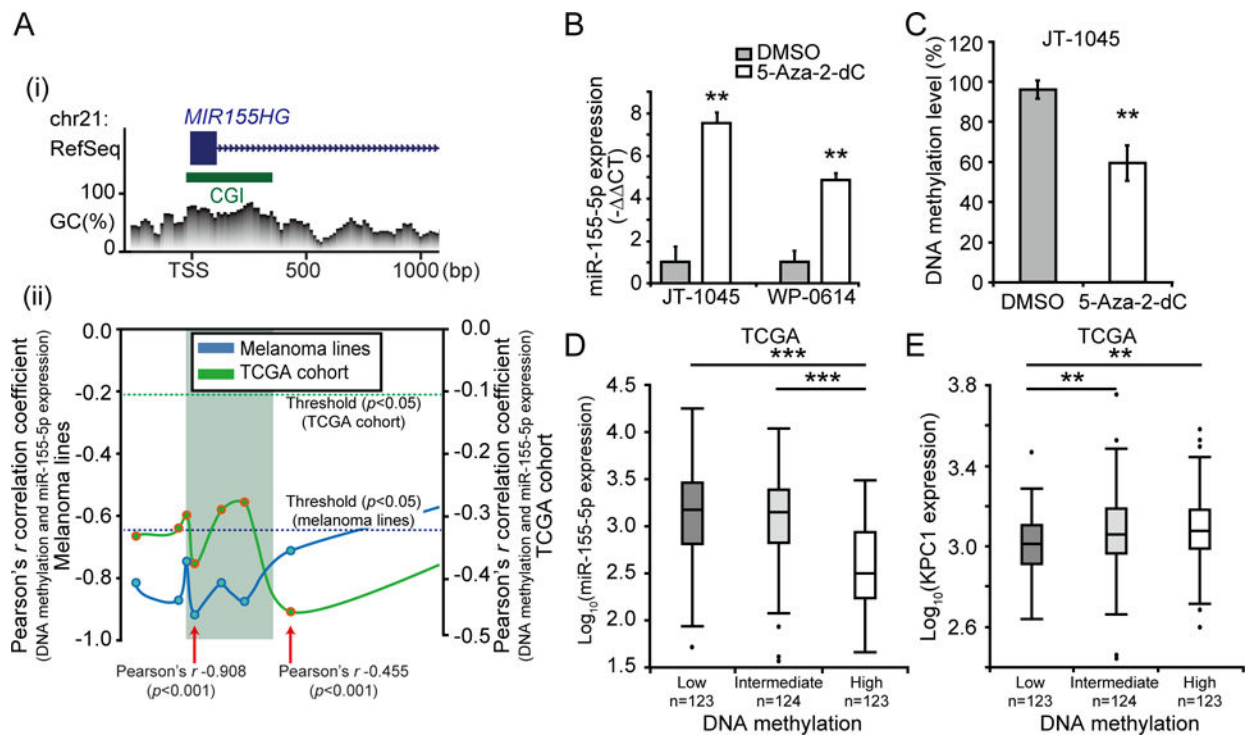 A
(i)
chr21:
MIR155HG
RefSeq
CGI
100
GC(%)
0
TSS
500
1000
(bp)
(ii)
Melanoma lines
TCGA cohort
Pearson's r correlation coefficient
(DNA methylation and miR-155-5p expression)
Melanoma lines
0.0
-0.2
-0.4
-0.6
-0.8
-1.0
Threshold (p<0.05)
(TCGA cohort)
Threshold (p<0.05)
(melanoma lines)
0.0
-0.1
-0.2
-0.3
-0.4
-0.5
Pearson's r correlation coefficient
(DNA methylation and miR-155-5p expression)
TCGA cohort
Pearson's r -0.908
(p<0.001)
Pearson's r -0.455
(p<0.001)
B
DMSO
5-Aza-2-dC
miR-155-5p expression
(-ΔΔCT)
8
6
4
2
0
**
**
JT-1045
WP-0614
C
JT-1045
DNA methylation level (%)
120
100
80
60
40
20
0
**
DMSO
5-Aza-2-dC
D
TCGA
***
***
Log10(miR-155-5p expression)
4.5
4.0
3.5
3.0
2.5
2.0
1.5
Low
n=123
Intermediate
n=124
High
n=123
DNA methylation
E
TCGA
**
**
Log10(KPC1 expression)
3.8
3.4
3.0
2.6
Low
n=123
Intermediate
n=124
High
n=123
DNA methylation